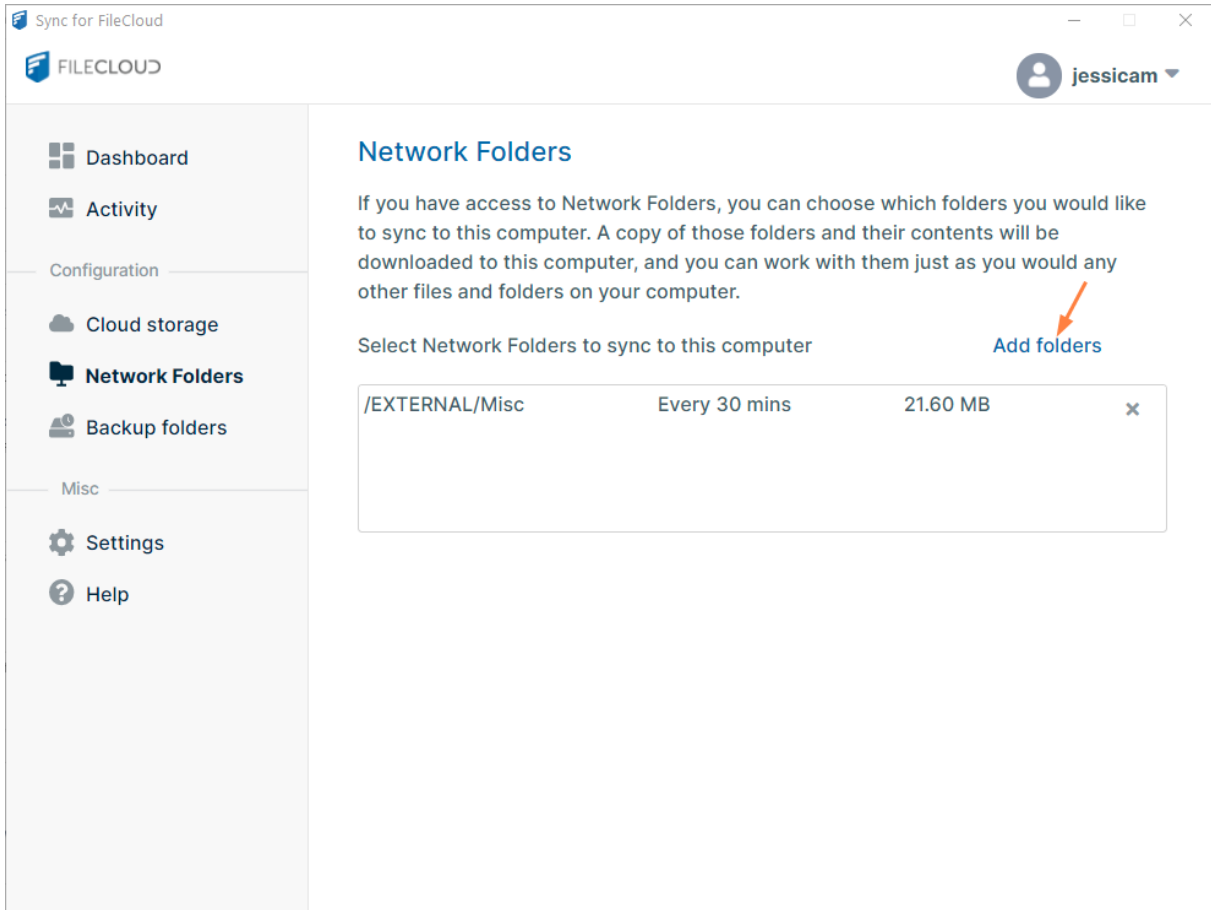 Sync for FileCloud
FILECLOUD
jessicam
Dashboard
Activity
Configuration
Cloud storage
Network Folders
Backup folders
Misc
Settings
Help
Network Folders
If you have access to Network Folders, you can choose which folders you would like
to sync to this computer. A copy of those folders and their contents will be
downloaded to this computer, and you can work with them just as you would any
other files and folders on your computer.
Select Network Folders to sync to this computer Add folders
/EXTERNAL/Misc Every 30 mins 21.60 MB